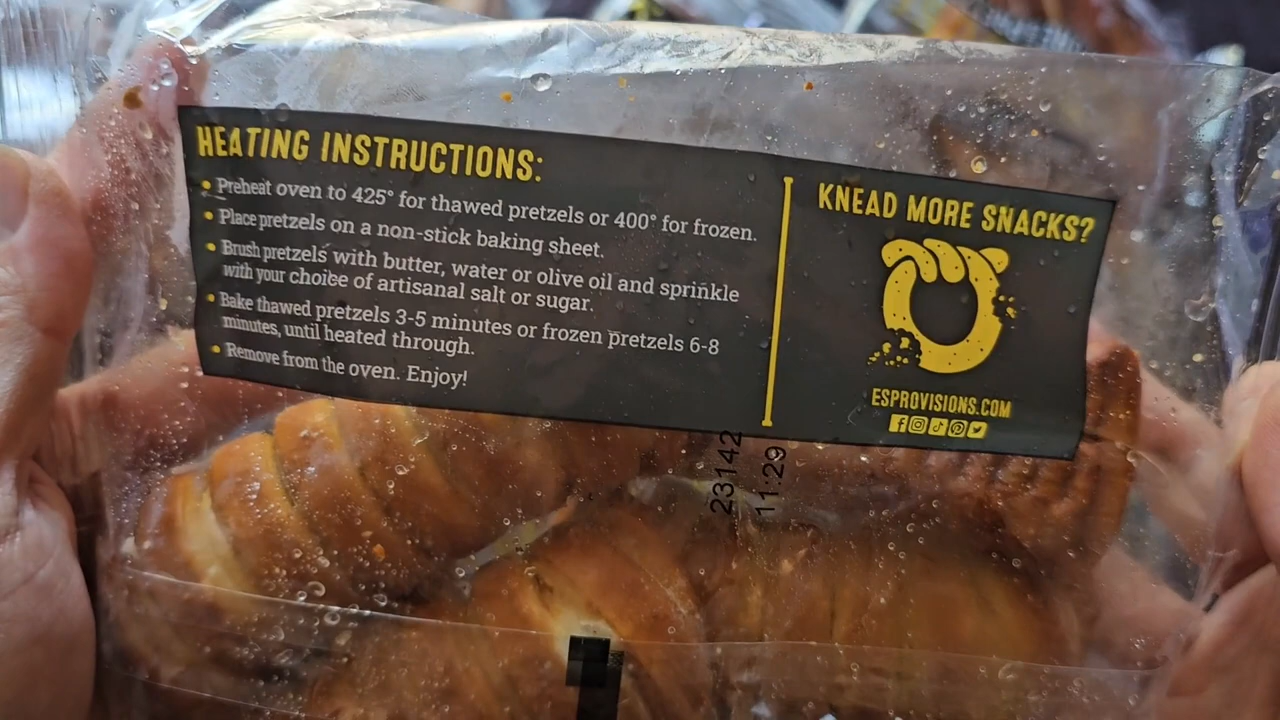 HEATING INSTRUCTIONS:
• Preheat oven to 425° for thawed pretzels or 400° for frozen.
• Place pretzels on a non-stick baking sheet.
• Brush pretzels with butter, water or olive oil and sprinkle
with your choice of artisanal salt or sugar.
• Bake thawed pretzels 3-5 minutes or frozen pretzels 6-8
minutes, until heated through.
• Remove from the oven. Enjoy!
KNEAD MORE SNACKS?
ESPROVISIONS.COM
23142
11:29